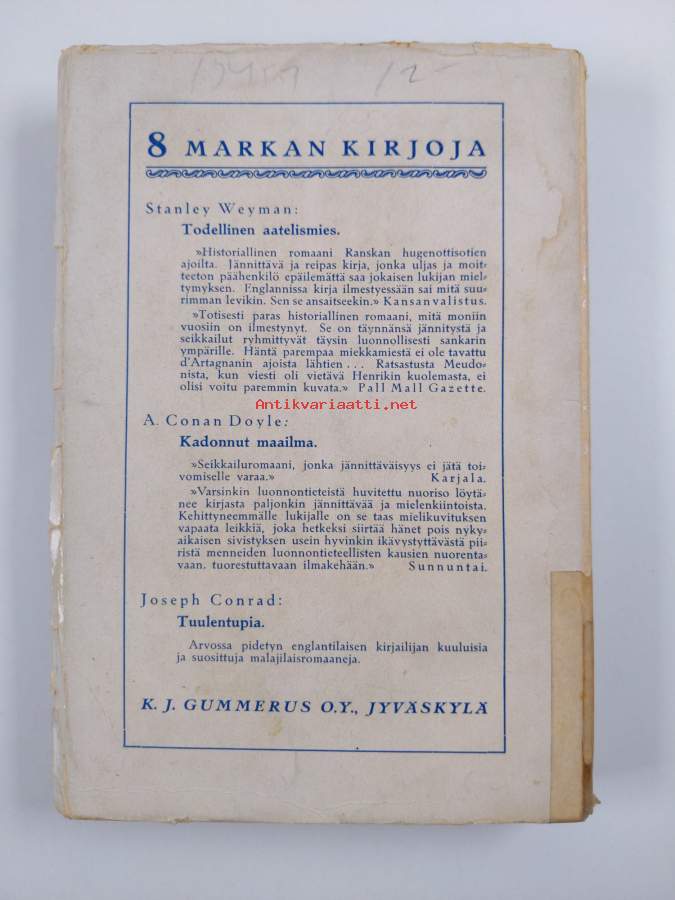 12-
8 MARKAN KIRJOJA
Stanley Weyman:
Todellinen aatelismies.
»Historiallinen romaani Ranskan hugenottisotien
ajoilta. Jännittävä ja reipas kirja, jonka uljas ja moit-
teeton päähenkilö epäilemättä saa jokaisen lukijan miel-
tymyksen. Englannissa kirja ilmestyessään sai mitä suu-
rimman levikin. Sen se ansaitseekin.» Kansanvalistus.
»Totisesti paras historiallinen romaani, mitä moniin
vuosiin on ilmestynyt. Se on täynnänsä jännitystä ja
seikkailut ryhmittyvät täysin luonnollisesti sankarin
ympärille. Häntä parempaa miekkamiestä ei ole tavattu
d'Artagnanin ajoista lähtien... Ratsastusta Meudo-
nista, kun viesti oli vietävä Henrikin kuolemasta, ei
olisi voitu paremmin kuvata.» Pall Mall Gazette.
Antikvariaatti.net
A. Conan Doyle:
Kadonnut maailma.
»Seikkailuromaani, jonka jännittäväisyys ei jätä toi-
vomiselle varaa.» Karjala.
»Varsinkin luonnontieteistä huvitettu nuoriso löytä-
nee kirjasta paljonkin jännittävää ja mielenkiintoista.
Kehittyneemmälle lukijalle on se taas mielikuvituksen
vapaata leikkiä, joka hetkeksi siirtää hänet pois nyky-
aikaisen sivistyksen usein hyvinkin ikävystyttävästä pii-
ristä menneiden luonnontieteellisten kausien nuorenta-
vaan, tuorestuttavaan ilmakehään.» Sunnuntai.
Joseph Conrad:
Tuulentupia.
Arvossa pidetyn englantilaisen kirjailijan kuuluisia
ja suosittuja malajilaisromaaneja.
K. J. GUMMERUS O.Y., JYVÄSKYLÄ